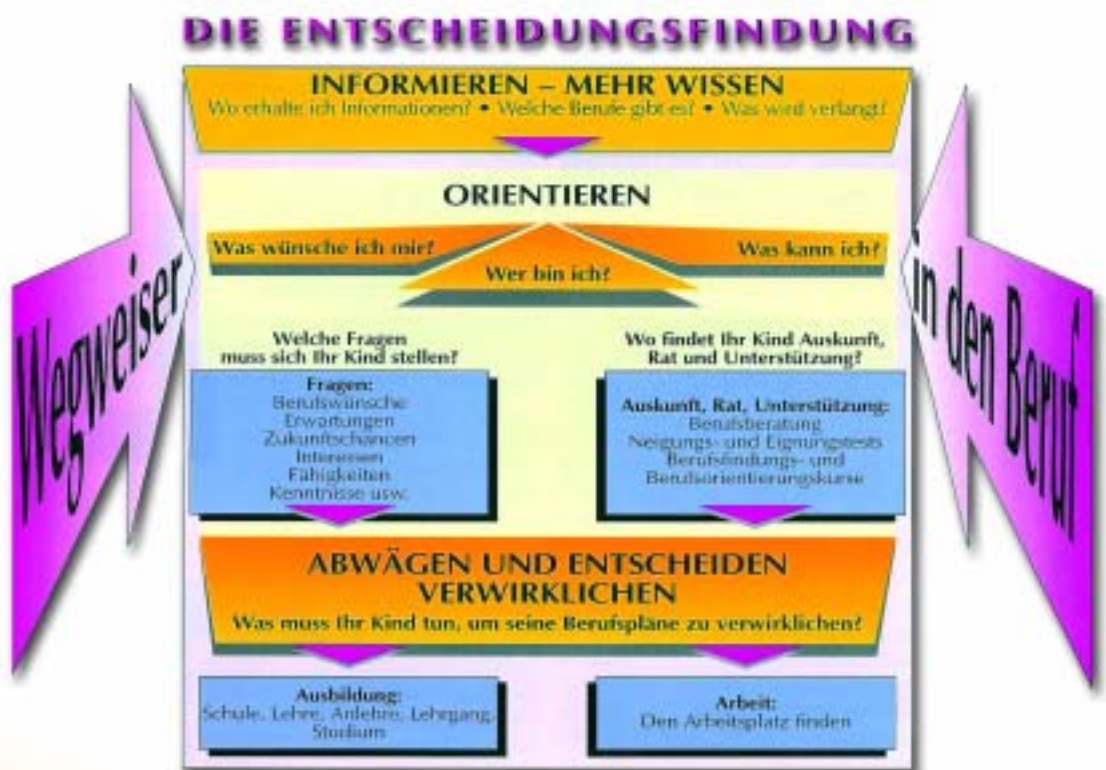 DIE ENTSCHEIDUNGSFINDUNG
INFORMIEREN – MEHR WISSEN
Wo erhalte ich Informationen? • Welche Berufe gibt es? • Was wird verlangt?
ORIENTIEREN
Was wünsche ich mir?
Wer bin ich?
Was kann ich?
Wegweiser
in den Beruf
Welche Fragen
muss sich Ihr Kind stellen?
Fragen:
Berufswünsche
Erwartungen
Zukunftschancen
Interessen
Fähigkeiten
Kenntnisse usw.
Wo findet Ihr Kind Auskunft,
Rat und Unterstützung?
Auskunft, Rat, Unterstützung:
Berufsberatung
Neigungs- und Eignungstests
Berufsfindungs- und
Berufsorientierungskurse
ABWÄGEN UND ENTSCHEIDEN
VERWIRKLICHEN
Was muss Ihr Kind tun, um seine Berufspläne zu verwirklichen?
Ausbildung:
Schule, Lehre, Anlehre, Lehrgang,
Studium
Arbeit:
Den Arbeitsplatz finden